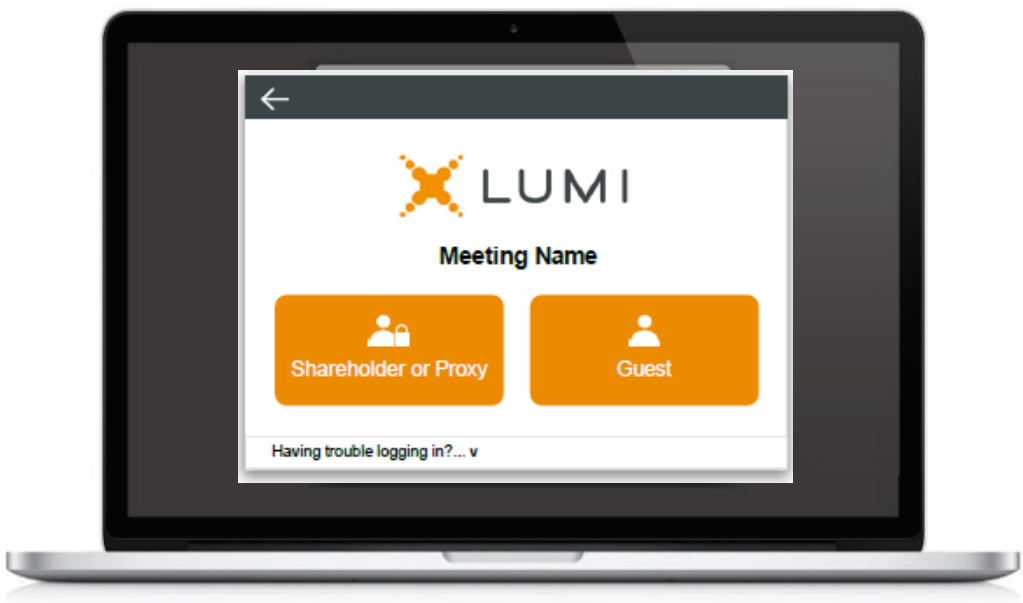 LUMI
Meeting Name
Shareholder or Proxy
Guest
Having trouble logging in?... v